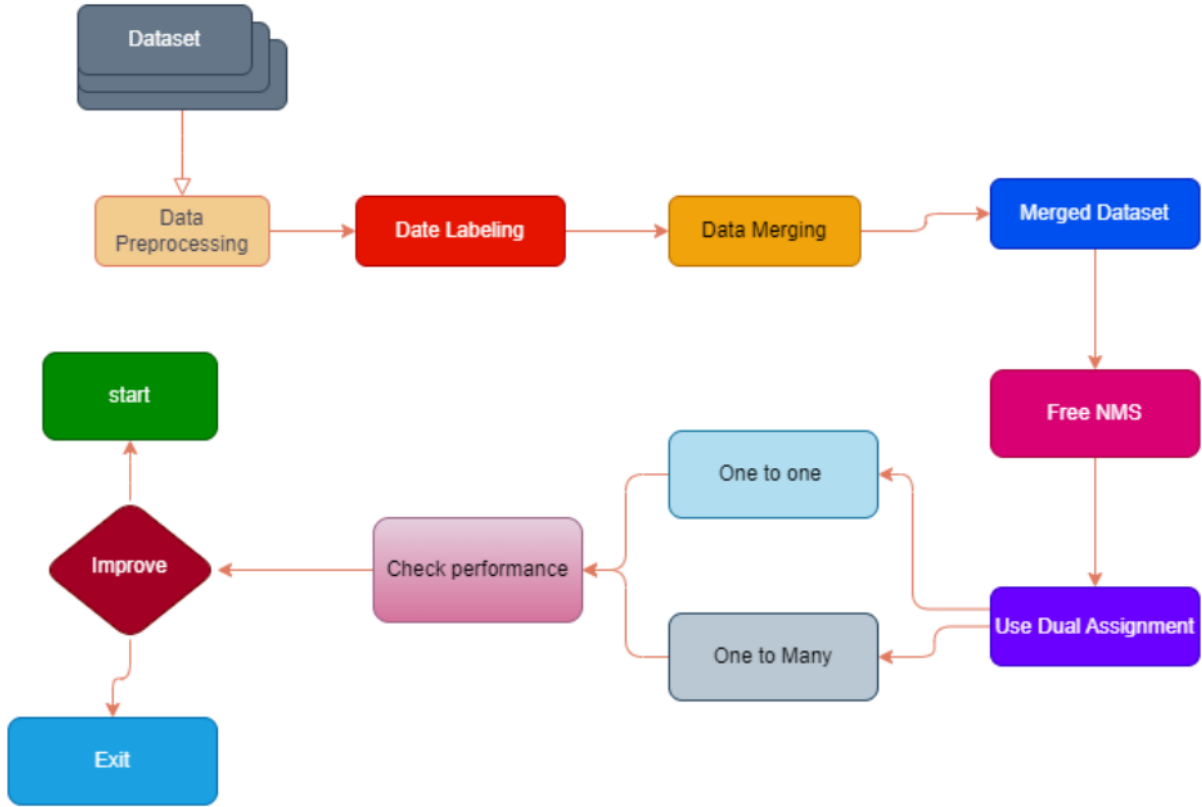 Dataset
Data
Preprocessing
Date Labeling
Data Merging
Merged Dataset
start
Free NMS
One to one
Improve
Check performance
Use Dual Assignment
One to Many
Exit